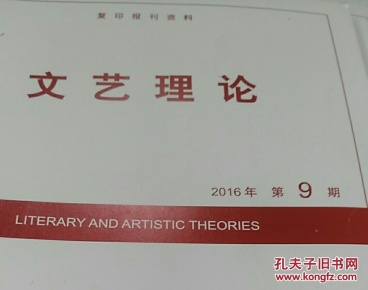 复印报刊资料
文艺理论
2016年 第9期
LITERARY AND ARTISTIC THEORIES
孔夫子旧书网
www.kongfz.com